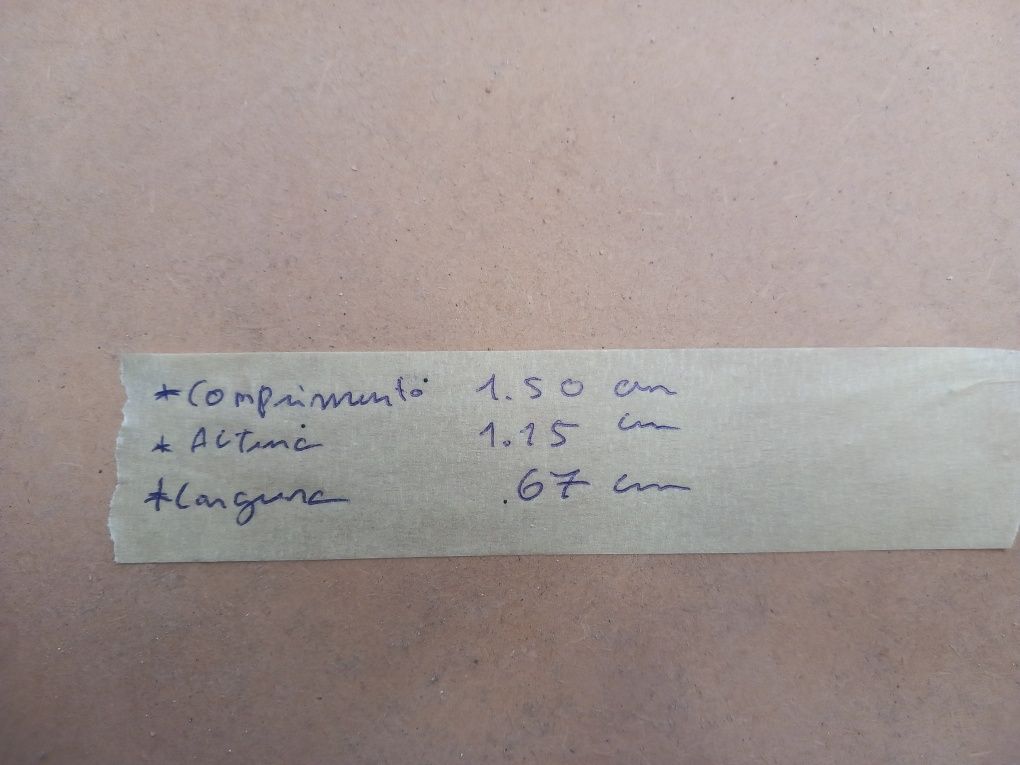 *Comprimento 1.50 cm
* Altura 1.15 cm
*Largura .67 cm